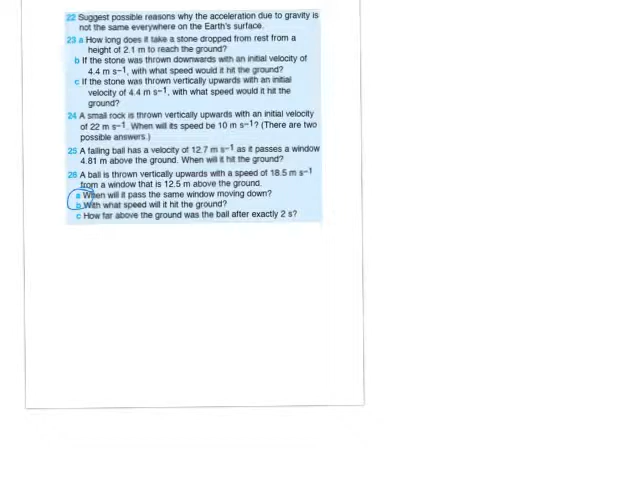 22 Suggest possible reasons why the acceleration due to gravity is
not the same everywhere on the Earth's surface.
23 a How long does it take a stone dropped from rest from a
height of 2.1 m to reach the ground?
b If the stone was thrown downwards with an initial velocity of
4.4 m s⁻¹, with what speed would it hit the ground?
c If the stone was thrown vertically upwards with an initial
velocity of 4.4 m s⁻¹, with what speed would it hit the
ground?
24 A small rock is thrown vertically upwards with an initial velocity
of 22 m s⁻¹. When will its speed be 10 m s⁻¹? (There are two
possible answers.)
25 A falling ball has a velocity of 12.7 m s⁻¹ as it passes a window
4.81 m above the ground. When will it hit the ground?
26 A ball is thrown vertically upwards with a speed of 18.5 m s⁻¹
from a window that is 12.5 m above the ground.
a When will it pass the same window moving down?
b With what speed will it hit the ground?
c How far above the ground was the ball after exactly 2 s?